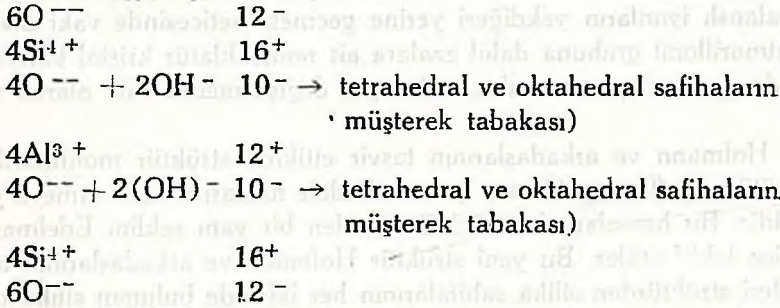 6O⁻⁻ 12⁻
4Si⁴⁺ 16⁺
4O⁻⁻ + 2OH⁻ 10⁻ → tetrahedral ve oktahedral safihaların
müşterek tabakası)
4Al³⁺ 12⁺
4O⁻⁻ + 2(OH)⁻ 10⁻ → tetrahedral ve oktahedral safihaların
müşterek tabakası)
4Si⁴⁺ 16⁺
6O⁻⁻ 12⁻